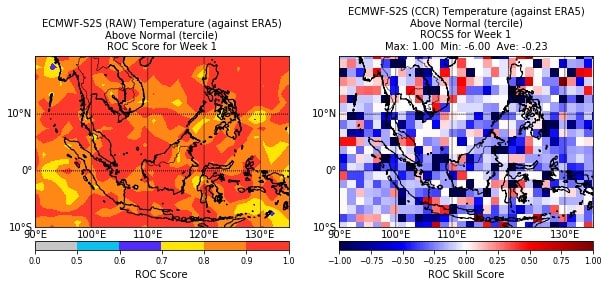 ECMWF-S2S (RAW) Temperature (against ERA5)
Above Normal (tercile)
ROC Score for Week 1
10°N
0°
10°S
90°E 100°E 110°E 120°E 130°E
0.0 0.5 0.6 0.7 0.8 0.9 1.0
ROC Score
ECMWF-S2S (CCR) Temperature (against ERA5)
Above Normal (tercile)
ROCSS for Week 1
Max: 1.00 Min: -6.00 Ave: -0.23
10°N
0°
10°S
90°E 100°E 110°E 120°E 130°E
−1.00 −0.75 −0.50 −0.25 0.00 0.25 0.50 0.75 1.00
ROC Skill Score